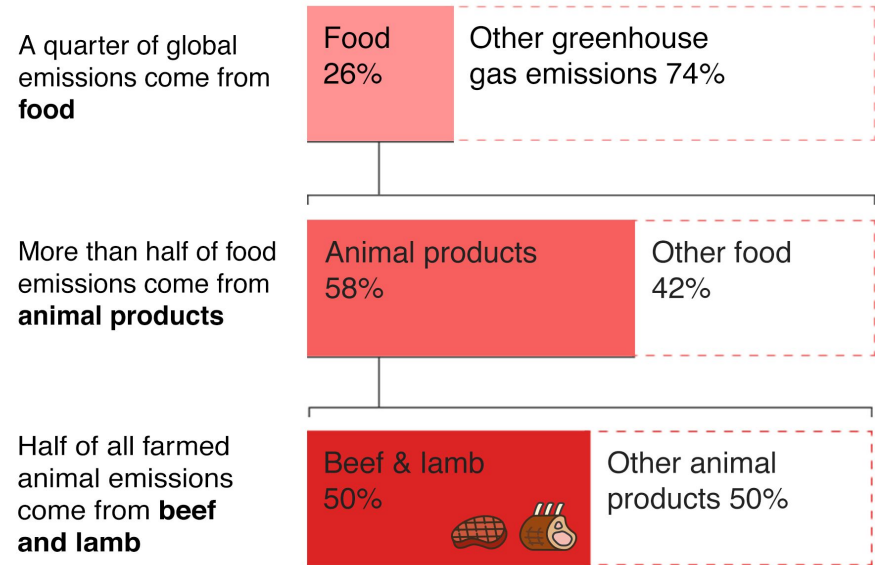 A quarter of global
emissions come from
food
Food
26%
Other greenhouse
gas emissions 74%
More than half of food
emissions come from
animal products
Animal products
58%
Other food
42%
Half of all farmed
animal emissions
come from beef
and lamb
Beef & lamb
50%
Other animal
products 50%